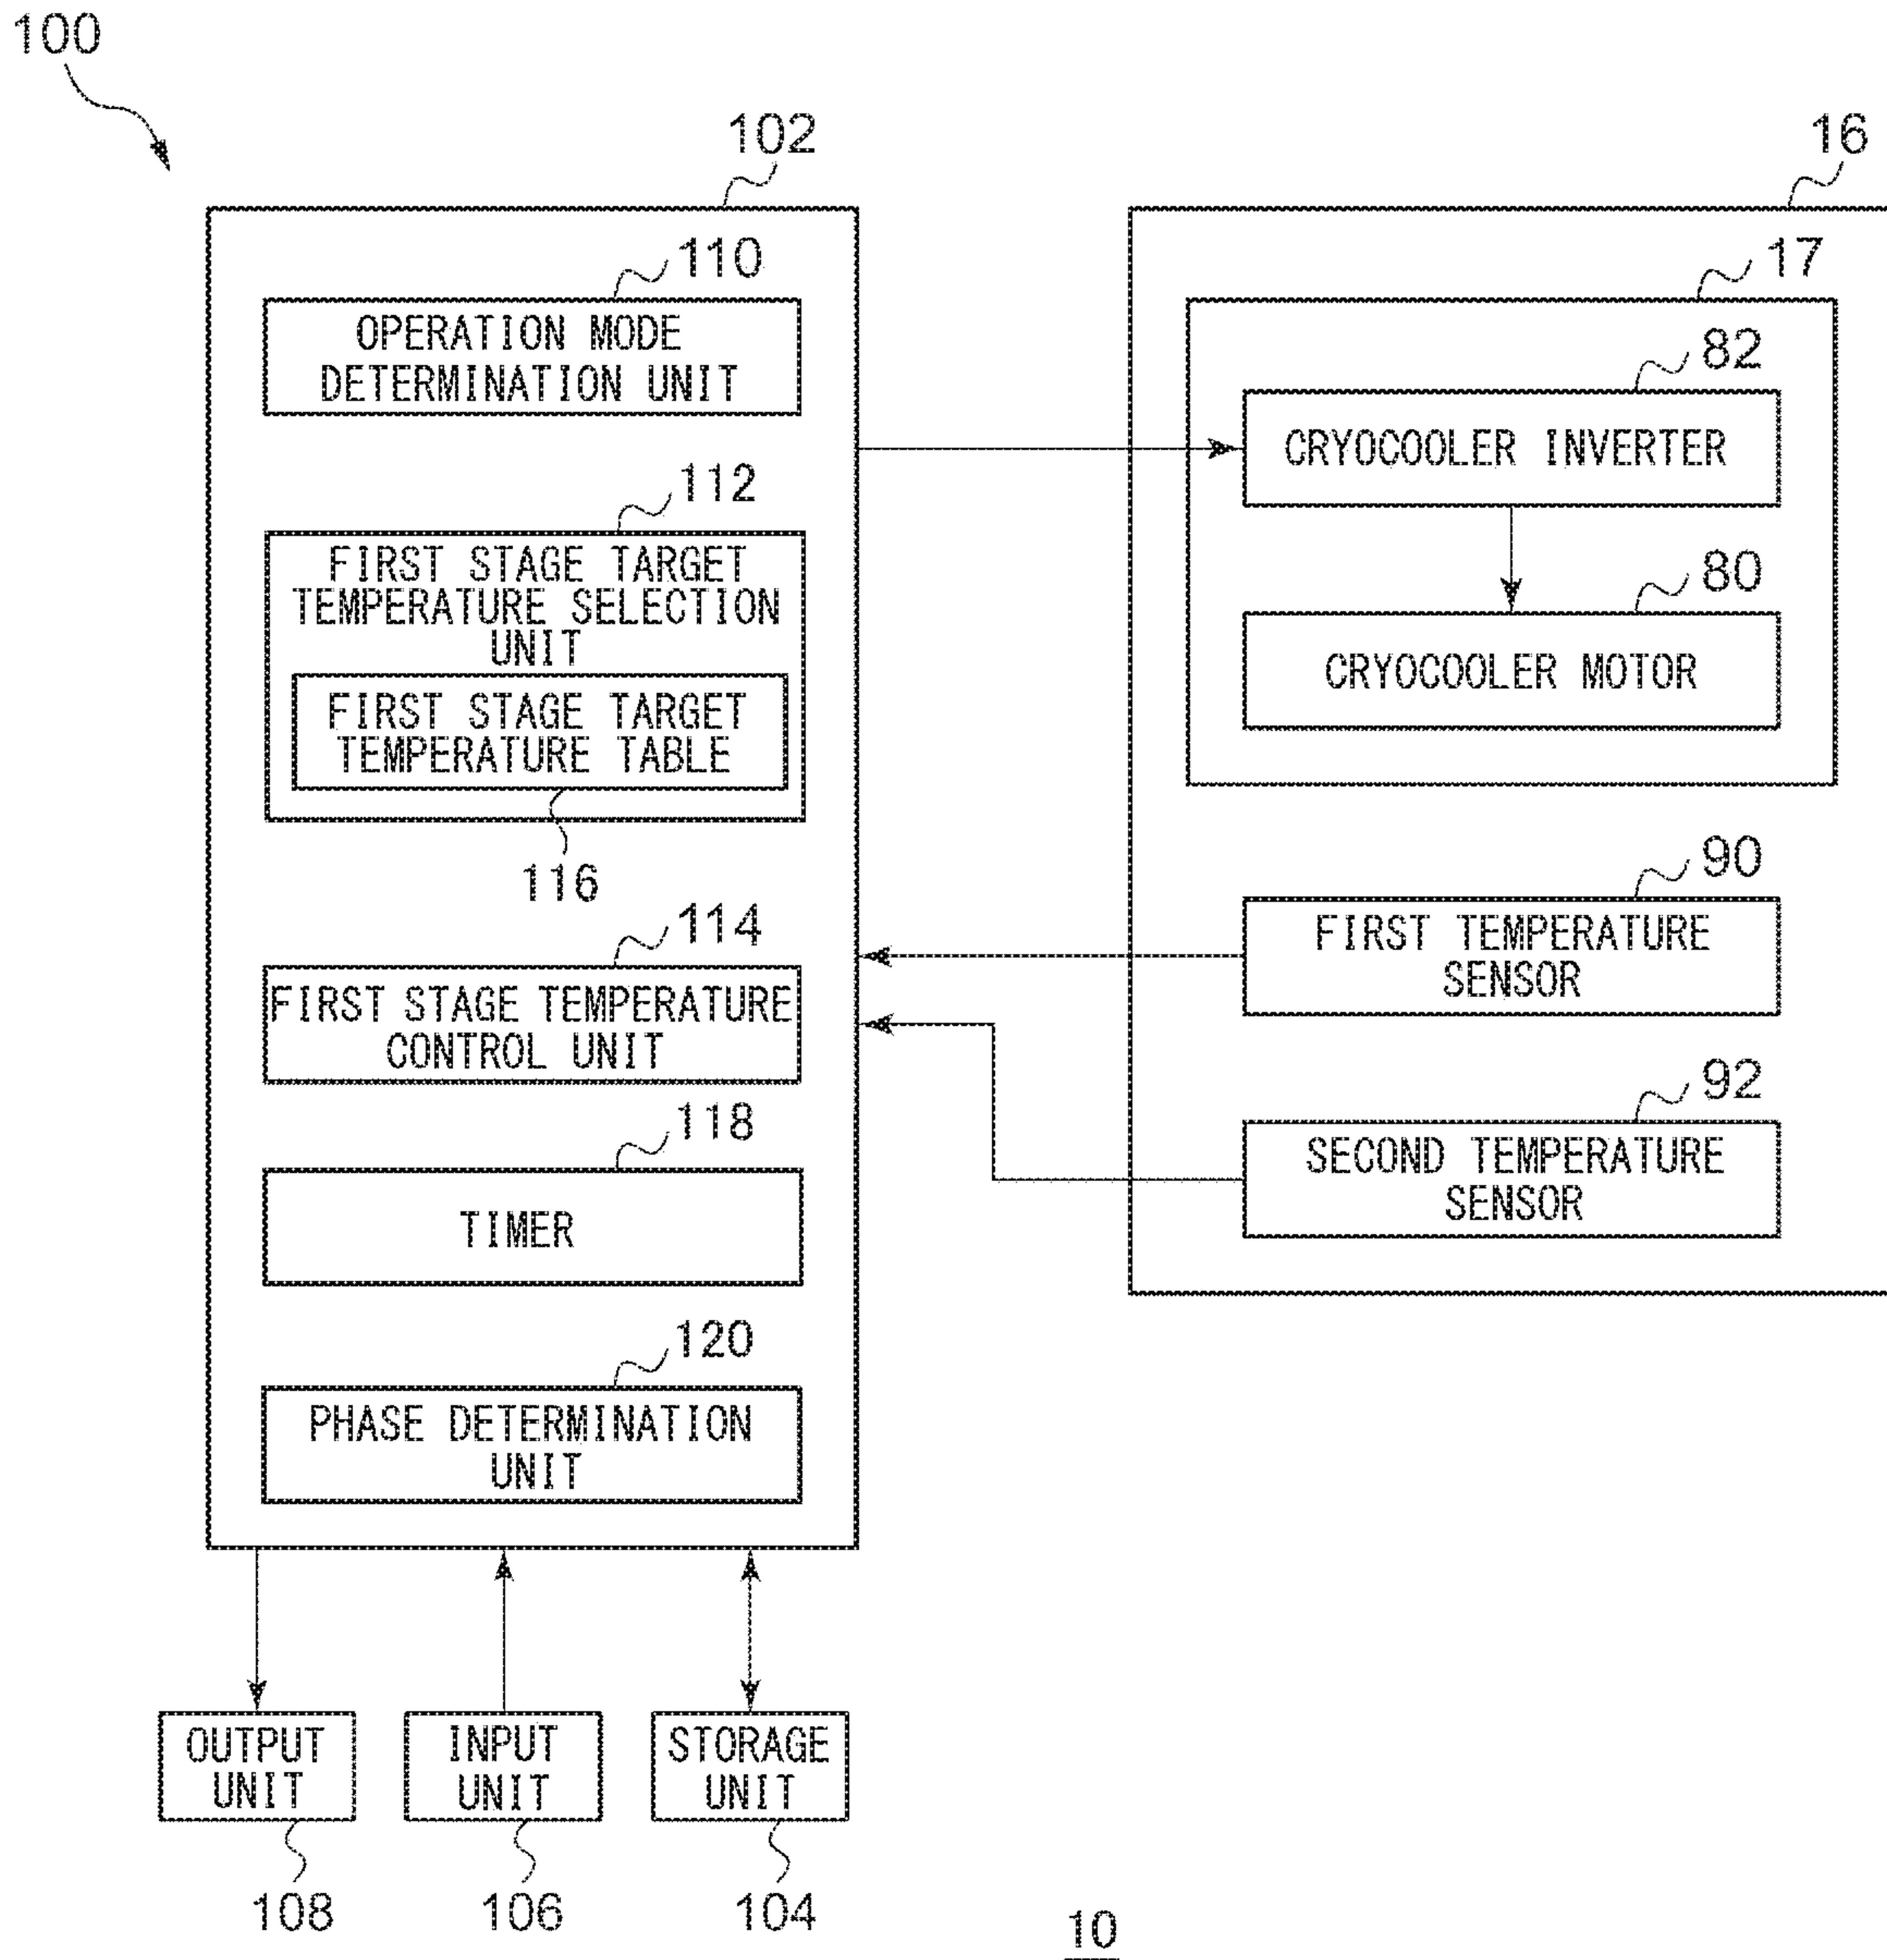 100
102
110
OPERATION MODE
DETERMINATION UNIT
112
FIRST STAGE TARGET
TEMPERATURE SELECTION
UNIT
FIRST STAGE TARGET
TEMPERATURE TABLE
116
114
FIRST STAGE TEMPERATURE
CONTROL UNIT
118
TIMER
120
PHASE DETERMINATION
UNIT
16
17
82
CRYOCOOLER INVERTER
80
CRYOCOOLER MOTOR
90
FIRST TEMPERATURE
SENSOR
92
SECOND TEMPERATURE
SENSOR
OUTPUT
UNIT
108
INPUT
UNIT
106
STORAGE
UNIT
104
10